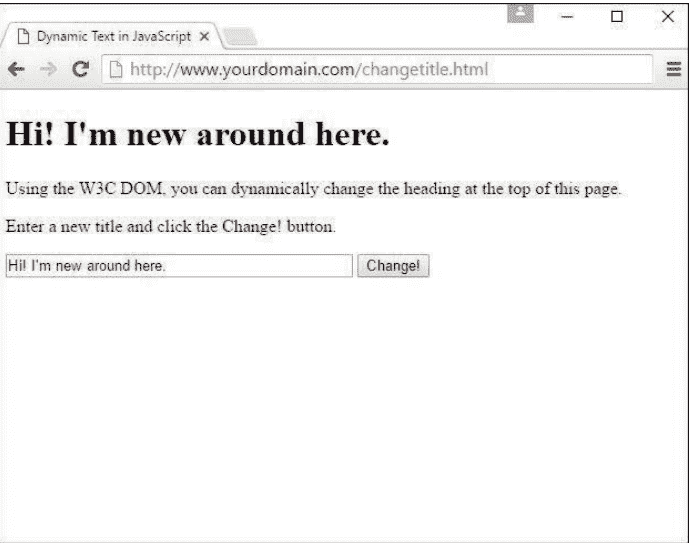 Dynamic Text in JavaScript
http://www.yourdomain.com/changetitle.html
Hi! I'm new around here.
Using the W3C DOM, you can dynamically change the heading at the top of this page.
Enter a new title and click the Change! button.
Hi! I'm new around here. Change!